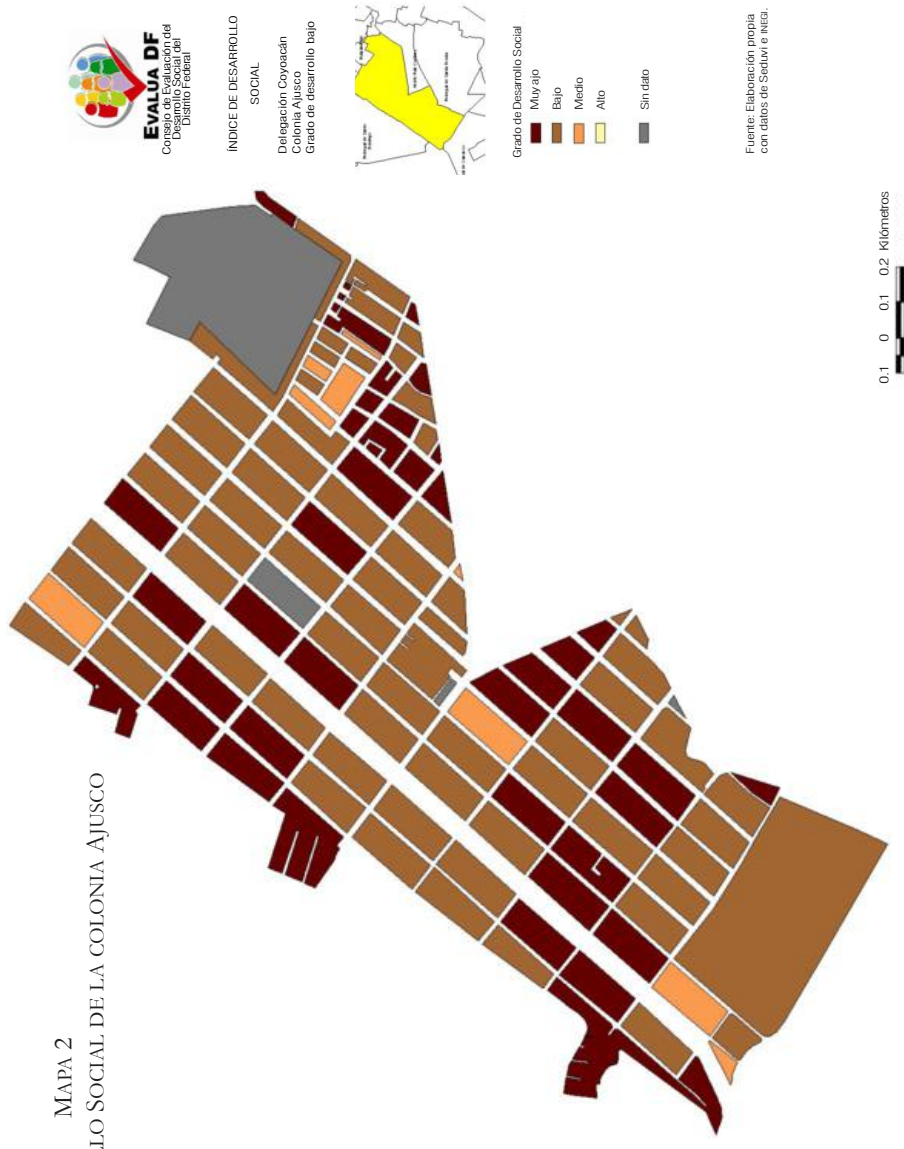 MAPA 2
LLO SOCIAL DE LA COLONIA AJUSCO
EVALUA DF
Consejo de Evaluación del
Desarrollo Social del
Distrito Federal
ÍNDICE DE DESARROLLO
SOCIAL
Delegación Coyoacán
Colonia Ajusco
Grado de desarrollo bajo
Grado de Desarrollo Social
Muy ajo
Bajo
Medio
Alto
Sin dato
Fuente: Elaboración propia
con datos de Seduvi e INEGI.
0.1 0 0.1 0.2 Kilómetros